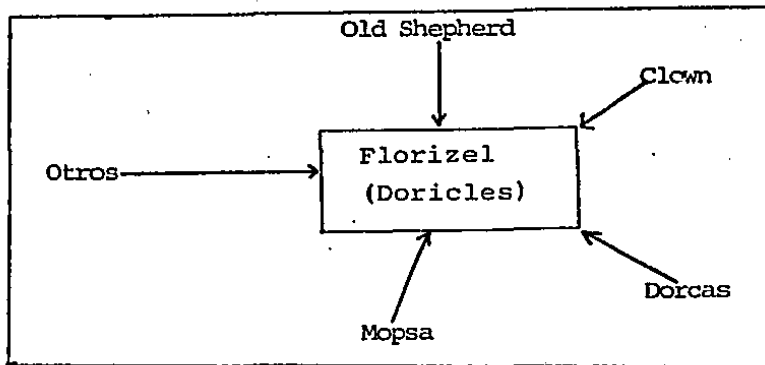 Old Shepherd
Clown
Florizel
Otros
(Doricles)
Dorcas
Mopsa